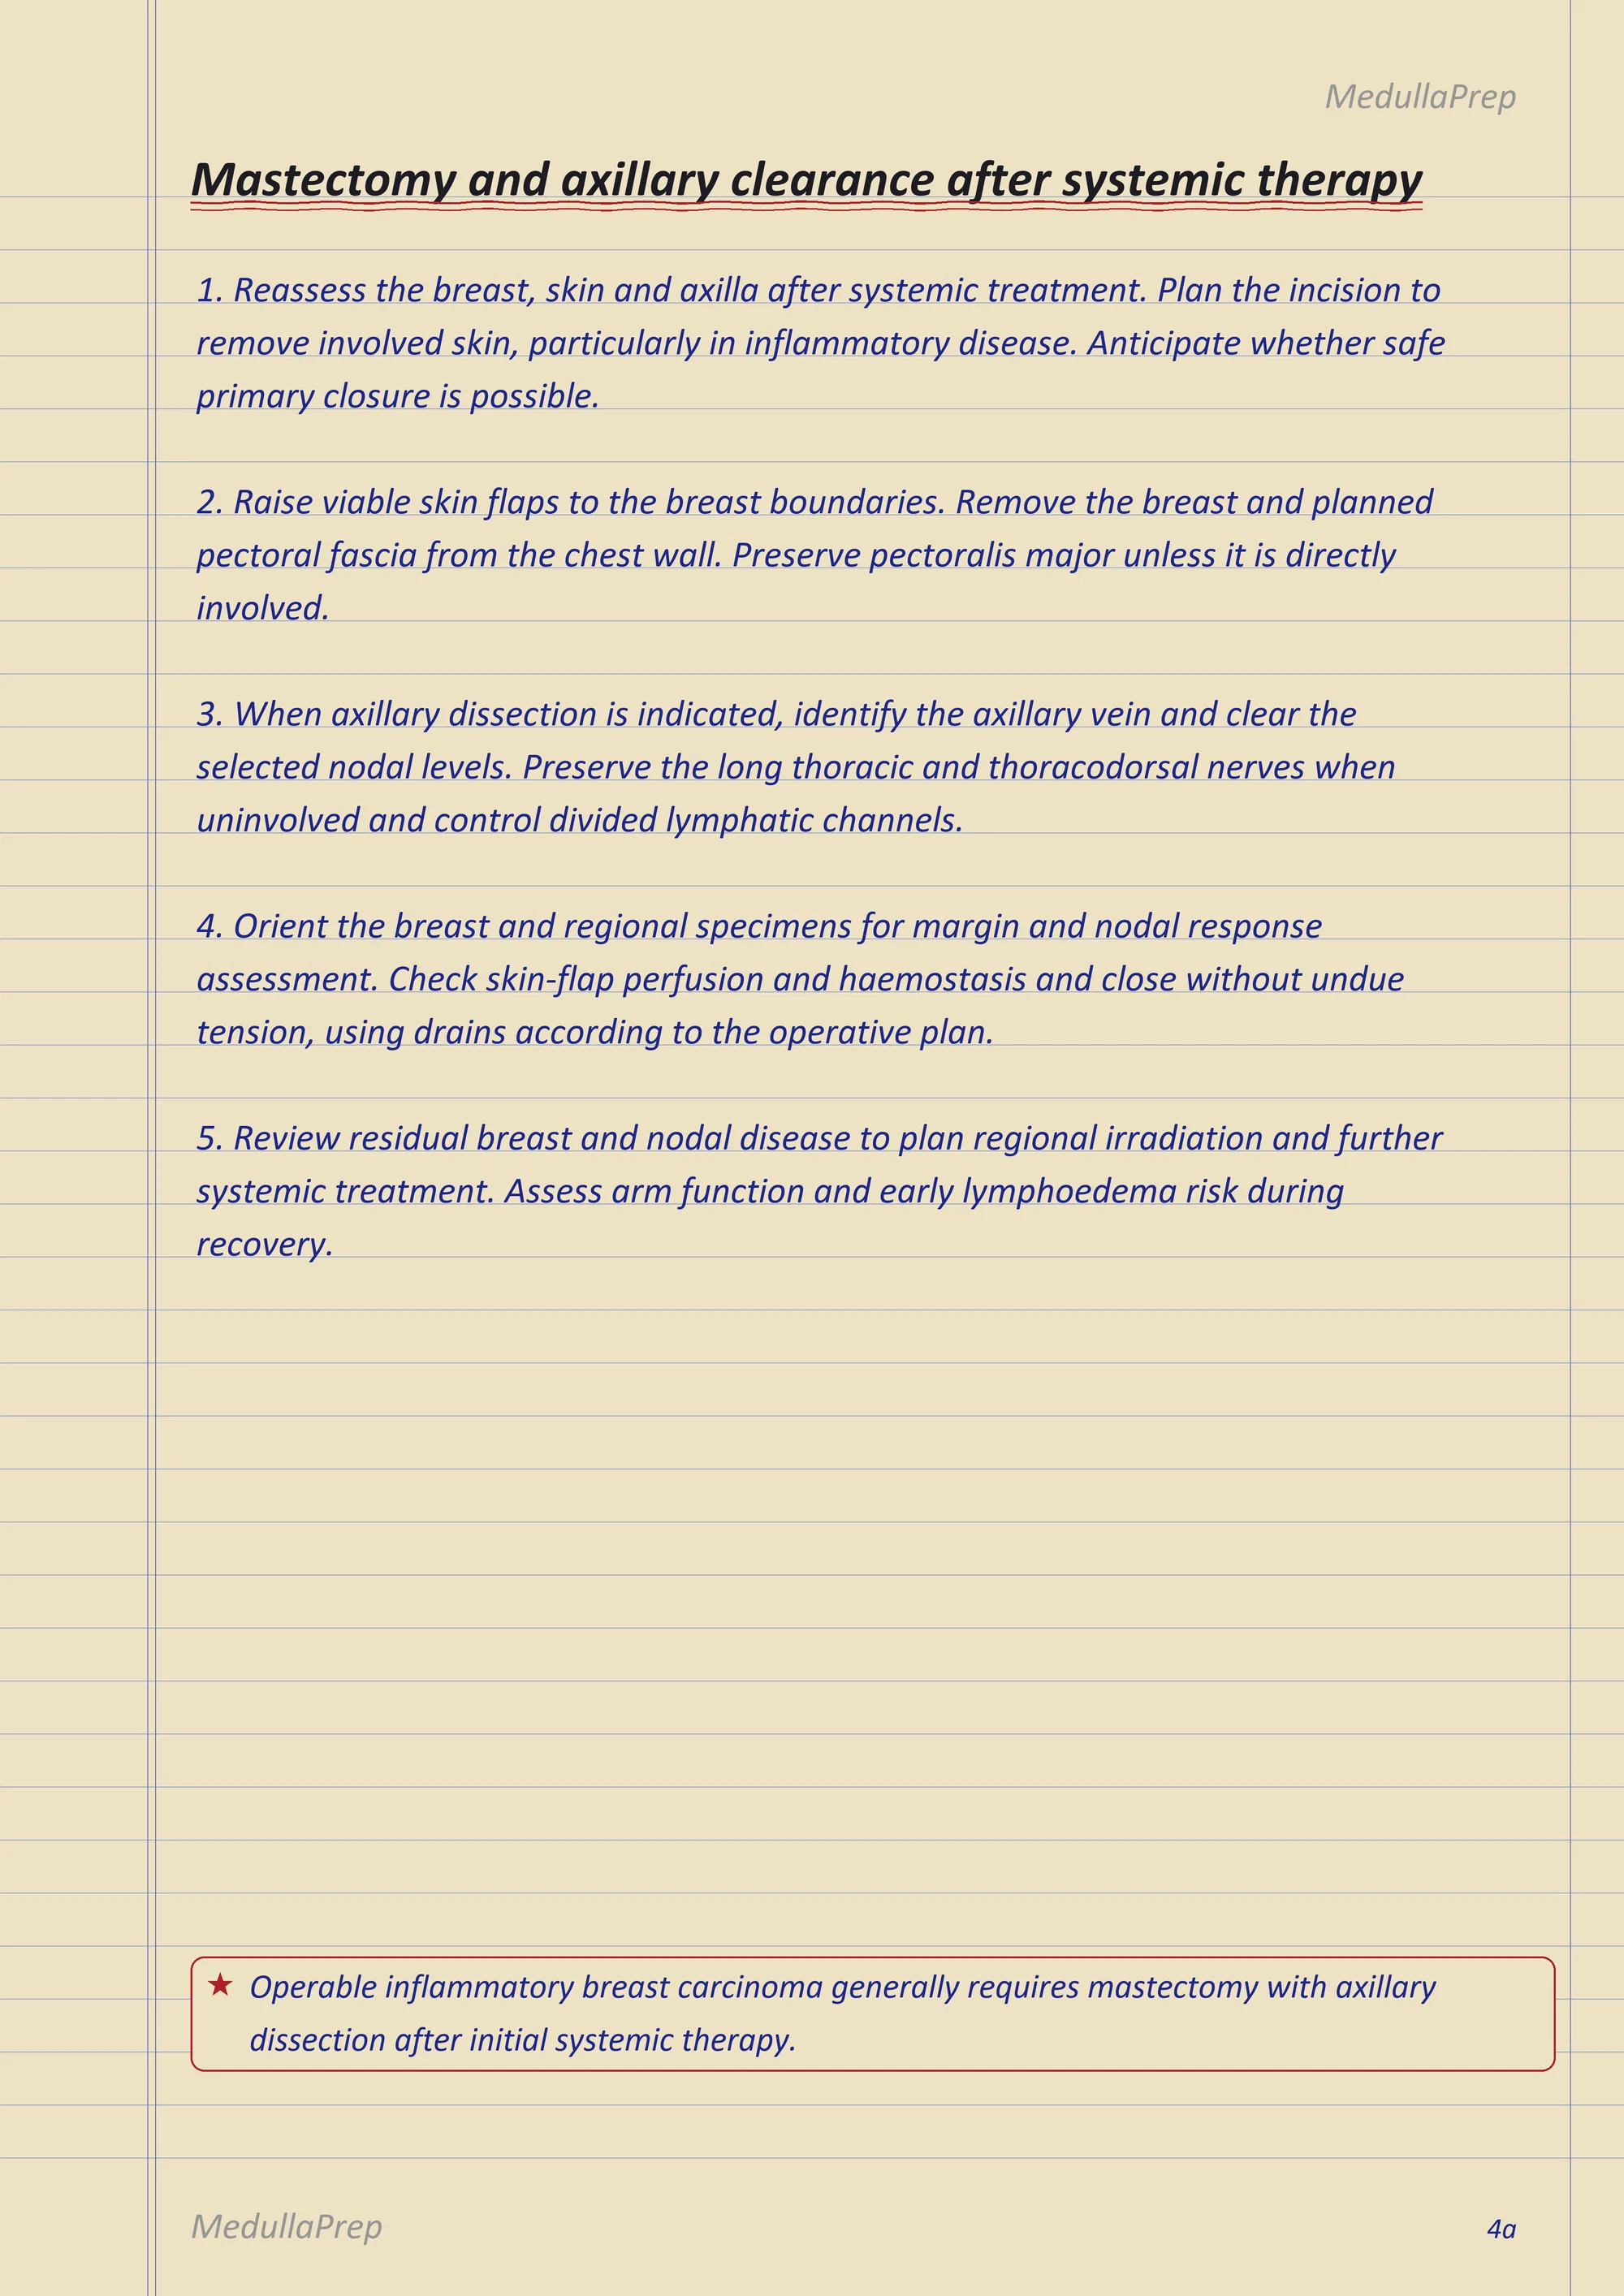 MedullaPrep
Mastectomy and axillary clearance after systemic therapy
1. Reassess the breast, skin and axilla after systemic treatment. Plan the incision to
remove involved skin, particularly in inflammatory disease. Anticipate whether safe
primary closure is possible.
2. Raise viable skin flaps to the breast boundaries. Remove the breast and planned
pectoral fascia from the chest wall. Preserve pectoralis major unless it is directly
involved.
3. When axillary dissection is indicated, identify the axillary vein and clear the
selected nodal levels. Preserve the long thoracic and thoracodorsal nerves when
uninvolved and control divided lymphatic channels.
4. Orient the breast and regional specimens for margin and nodal response
assessment. Check skin-flap perfusion and haemostasis and close without undue
tension, using drains according to the operative plan.
5. Review residual breast and nodal disease to plan regional irradiation and further
systemic treatment. Assess arm function and early lymphoedema risk during
recovery.
★ Operable inflammatory breast carcinoma generally requires mastectomy with axillary
dissection after initial systemic therapy.
MedullaPrep
4a